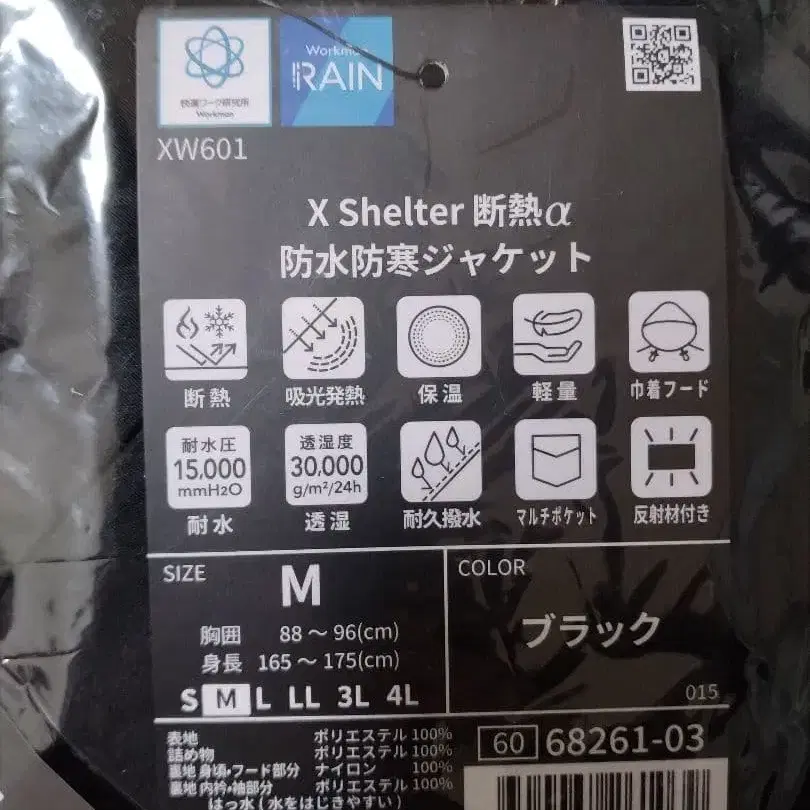 快適ワーク研究所
Workman
Workman
RAIN
XW601
X Shelter 断熱α
防水防寒ジャケット
断熱 吸光発熱 保温 軽量 巾着フード
耐水圧 透湿度
15,000 30,000
mmH2O g/m²/24h
耐水 透湿 耐久撥水 マルチポケット 反射材付き
SIZE COLOR
M
ブラック
胸囲 88～96(cm)
身長 165～175(cm)
S M L LL 3L 4L 015
表地 ポリエステル 100%
詰め物 ポリエステル 100%
裏地 身頃・フード部分 ナイロン 100%
裏地 内衿・袖部分 ポリエステル 100%
はっ水(水をはじきやすい)
60 68261-03